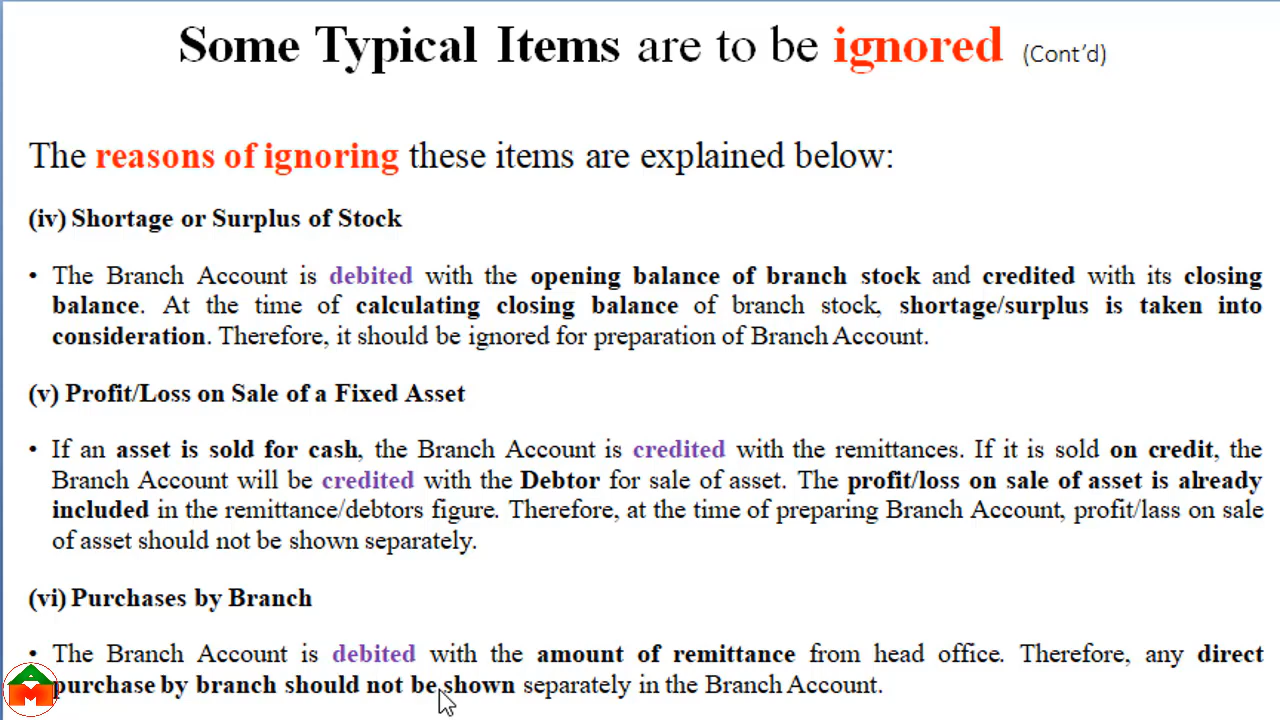 Some Typical Items are to be ignored (Cont’d)
The reasons of ignoring these items are explained below:
(iv) Shortage or Surplus of Stock
• The Branch Account is debited with the opening balance of branch stock and credited with its closing
balance. At the time of calculating closing balance of branch stock, shortage/surplus is taken into
consideration. Therefore, it should be ignored for preparation of Branch Account.
(v) Profit/Loss on Sale of a Fixed Asset
• If an asset is sold for cash, the Branch Account is credited with the remittances. If it is sold on credit, the
Branch Account will be credited with the Debtor for sale of asset. The profit/loss on sale of asset is already
included in the remittance/debtors figure. Therefore, at the time of preparing Branch Account, profit/lass on sale
of asset should not be shown separately.
(vi) Purchases by Branch
• The Branch Account is debited with the amount of remittance from head office. Therefore, any direct
purchase by branch should not be shown separately in the Branch Account.
M